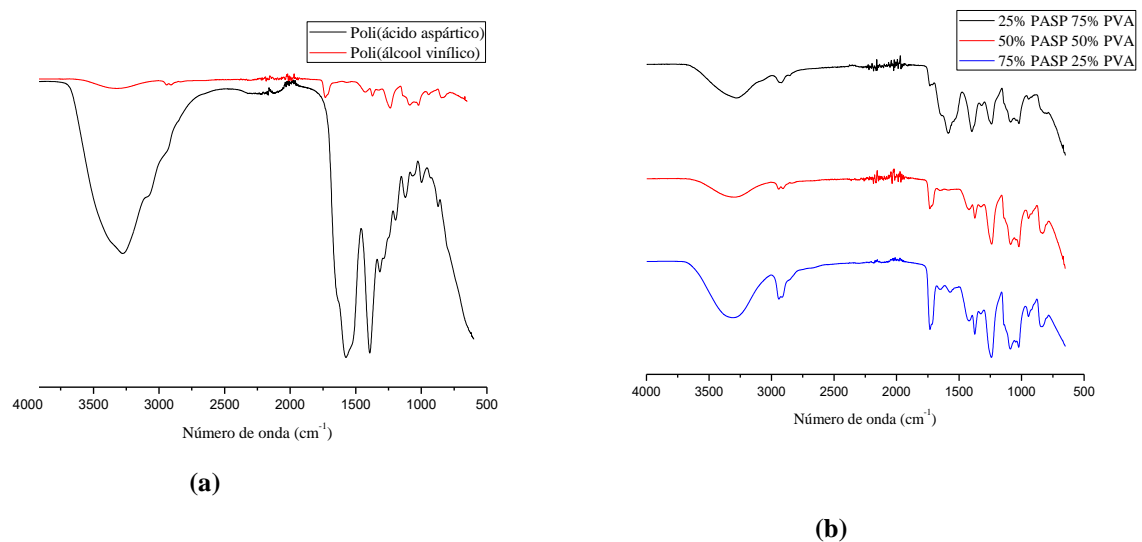 Poli(ácido aspártico)
Poli(álcool vinílico)
4000 3500 3000 2500 2000 1500 1000 500
Número de onda (cm⁻¹)
(a)
25% PASP 75% PVA
50% PASP 50% PVA
75% PASP 25% PVA
4000 3500 3000 2500 2000 1500 1000 500
Número de onda (cm⁻¹)
(b)